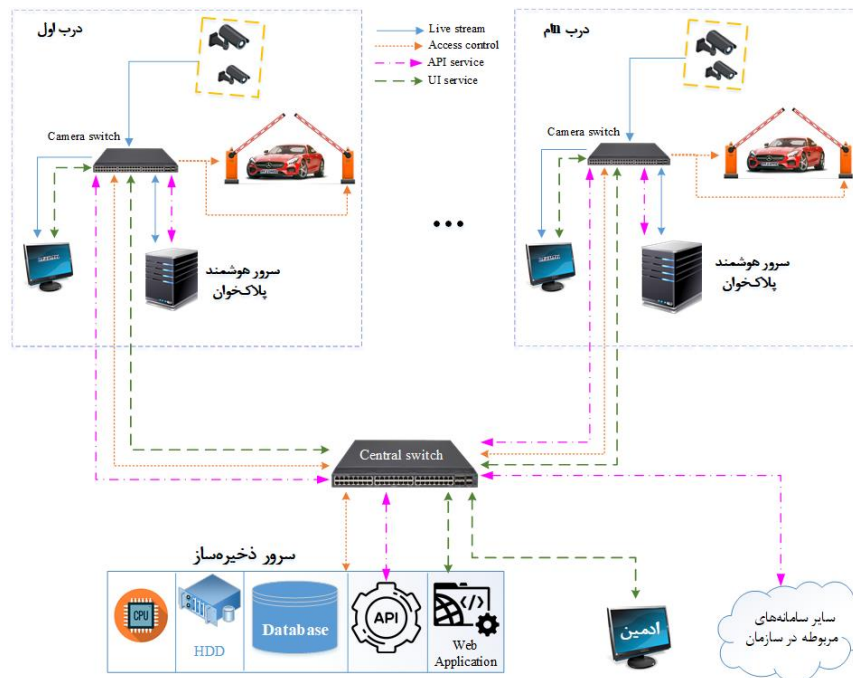 درب اول
Live stream
Access control
API service
UI service
درب nام
Camera switch
Camera switch
سرور هوشمند
پلاک‌خوان
سرور هوشمند
پلاک‌خوان
...
Central switch
سرور ذخیره‌ساز
CPU
HDD
Database
API
Web
Application
ادمین
سایر سامانه‌های
مربوطه در سازمان